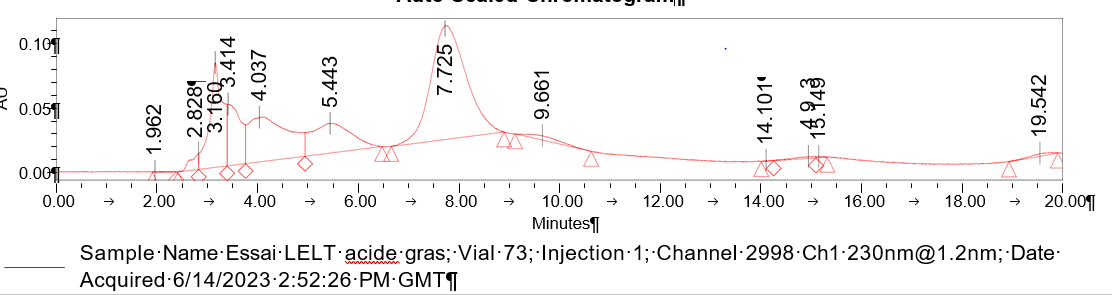 Auto-Scaled Chromatogram¶
AU
0.10
0.05
0.00
1.962
2.828¶
3.160
3.414
4.037
5.443
7.725
9.661
14.101¶
15.149
19.542
0.00 → 2.00 → 4.00 → 6.00 → 8.00 → 10.00 → 12.00 → 14.00 → 16.00 → 18.00 → 20.00¶
Minutes¶
Sample·Name·Essai·LELT·acide·gras;·Vial·73;·Injection·1;·Channel·2998·Ch1·230nm@1.2nm;·Date·
Acquired·6/14/2023·2:52:26·PM·GMT¶